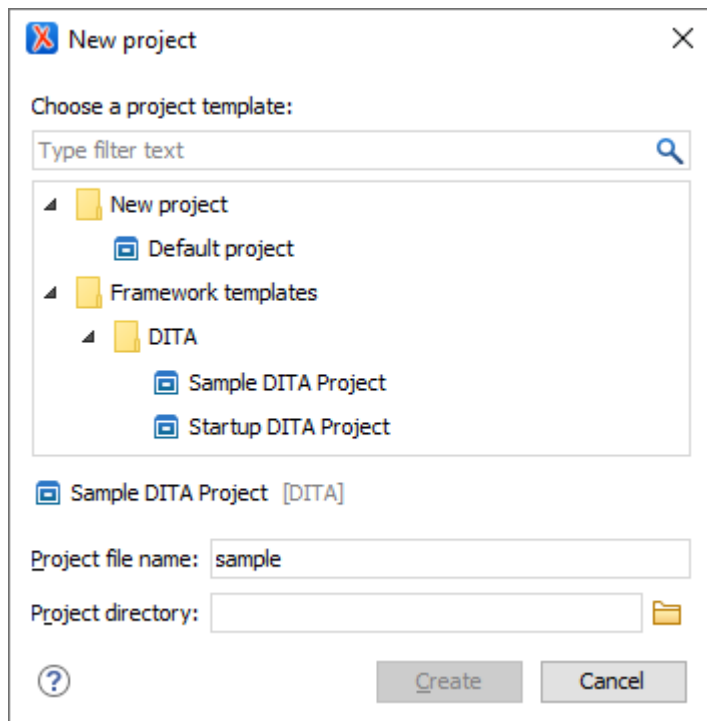 New project
Choose a project template:
Type filter text
New project
Default project
Framework templates
DITA
Sample DITA Project
Startup DITA Project
Sample DITA Project [DITA]
Project file name: sample
Project directory:
? Create Cancel